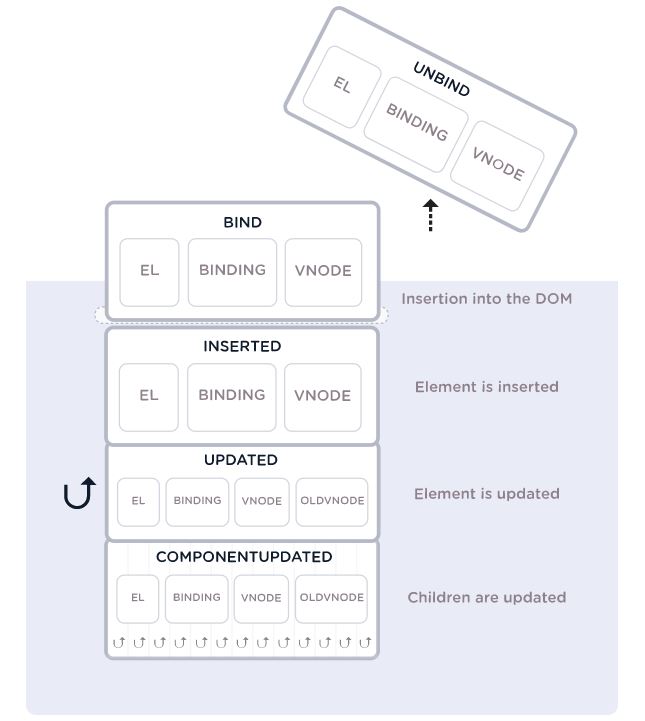 UNBIND
EL
BINDING
VNODE
BIND
EL
BINDING
VNODE
Insertion into the DOM
INSERTED
EL
BINDING
VNODE
Element is inserted
UPDATED
EL
BINDING
VNODE
OLDVNODE
Element is updated
COMPONENTUPDATED
EL
BINDING
VNODE
OLDVNODE
Children are updated